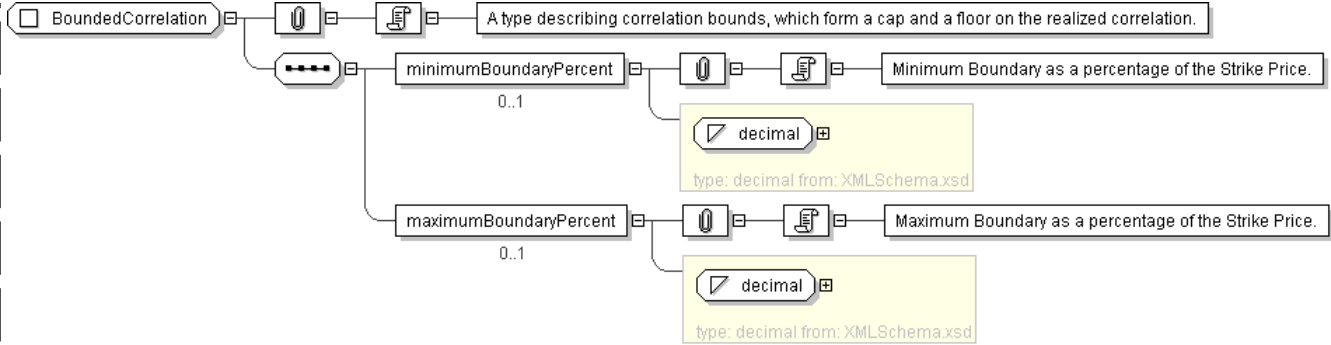 BoundedCorrelation
A type describing correlation bounds, which form a cap and a floor on the realized correlation.
minimumBoundaryPercent
Minimum Boundary as a percentage of the Strike Price.
0..1
decimal
type: decimal from: XMLSchema.xsd
maximumBoundaryPercent
Maximum Boundary as a percentage of the Strike Price.
0..1
decimal
type: decimal from: XMLSchema.xsd